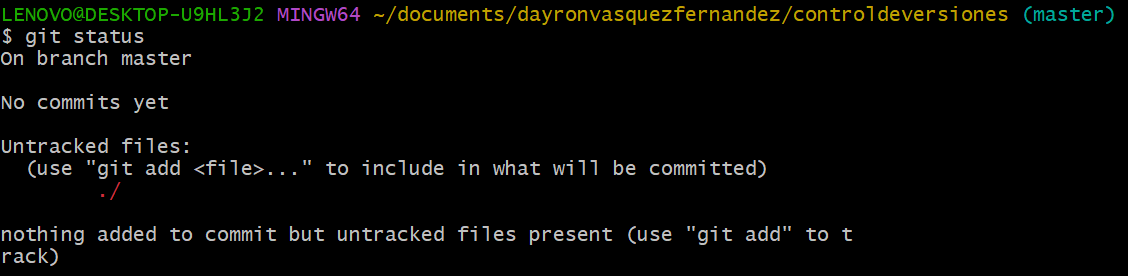 LENOVO@DESKTOP-U9HL3J2 MINGW64 ~/documents/dayronvasquezfernandez/controldeversiones (master)
$ git status
On branch master
No commits yet
Untracked files:
(use "git add <file>..." to include in what will be committed)
./
nothing added to commit but untracked files present (use "git add" to t
rack)